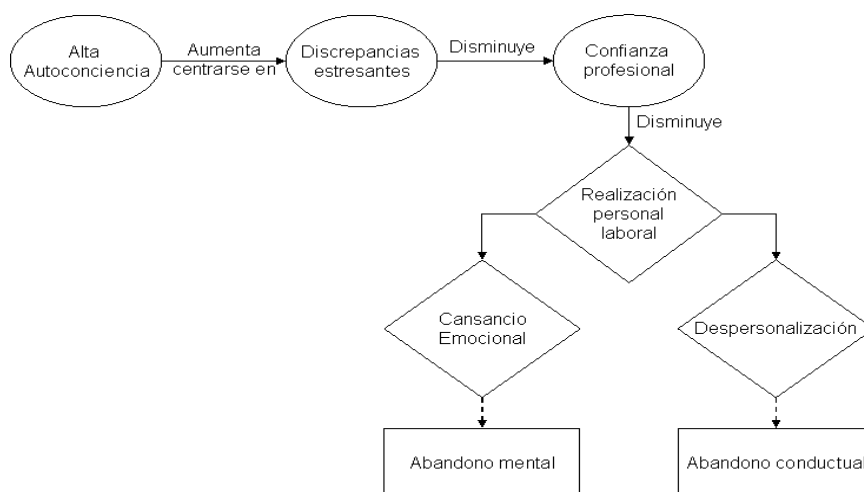 Alta
Autoconciencia
Aumenta
centrarse en
Discrepancias
estresantes
Disminuye
Confianza
profesional
Disminuye
Realización
personal
laboral
Cansancio
Emocional
Despersonalización
Abandono mental
Abandono conductual